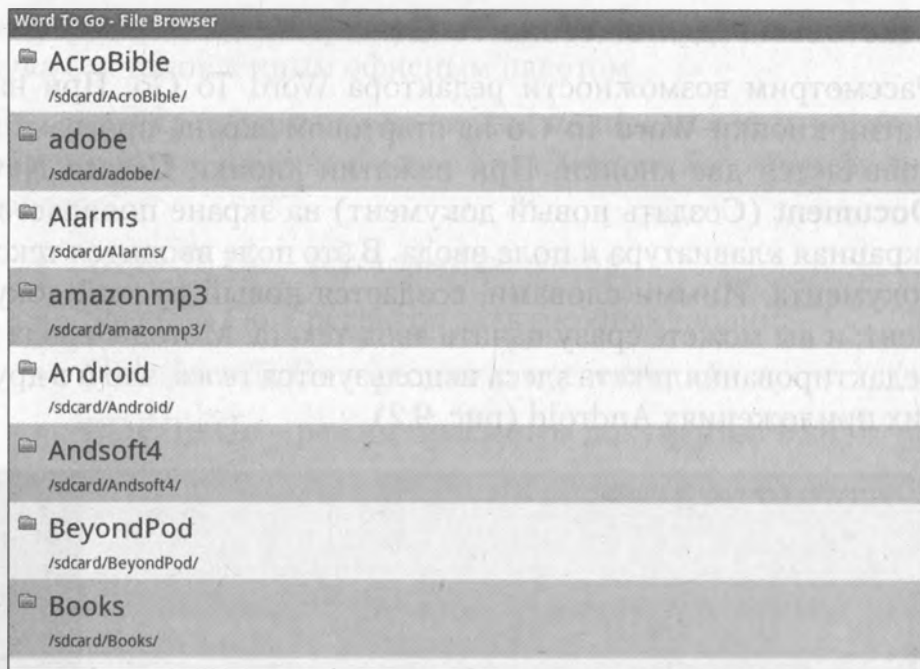 Word To Go - File Browser
AcroBible
/sdcard/AcroBible/
adobe
/sdcard/adobe/
Alarms
/sdcard/Alarms/
amazonmp3
/sdcard/amazonmp3/
Android
/sdcard/Android/
Andsoft4
/sdcard/Andsoft4/
BeyondPod
/sdcard/BeyondPod/
Books
/sdcard/Books/